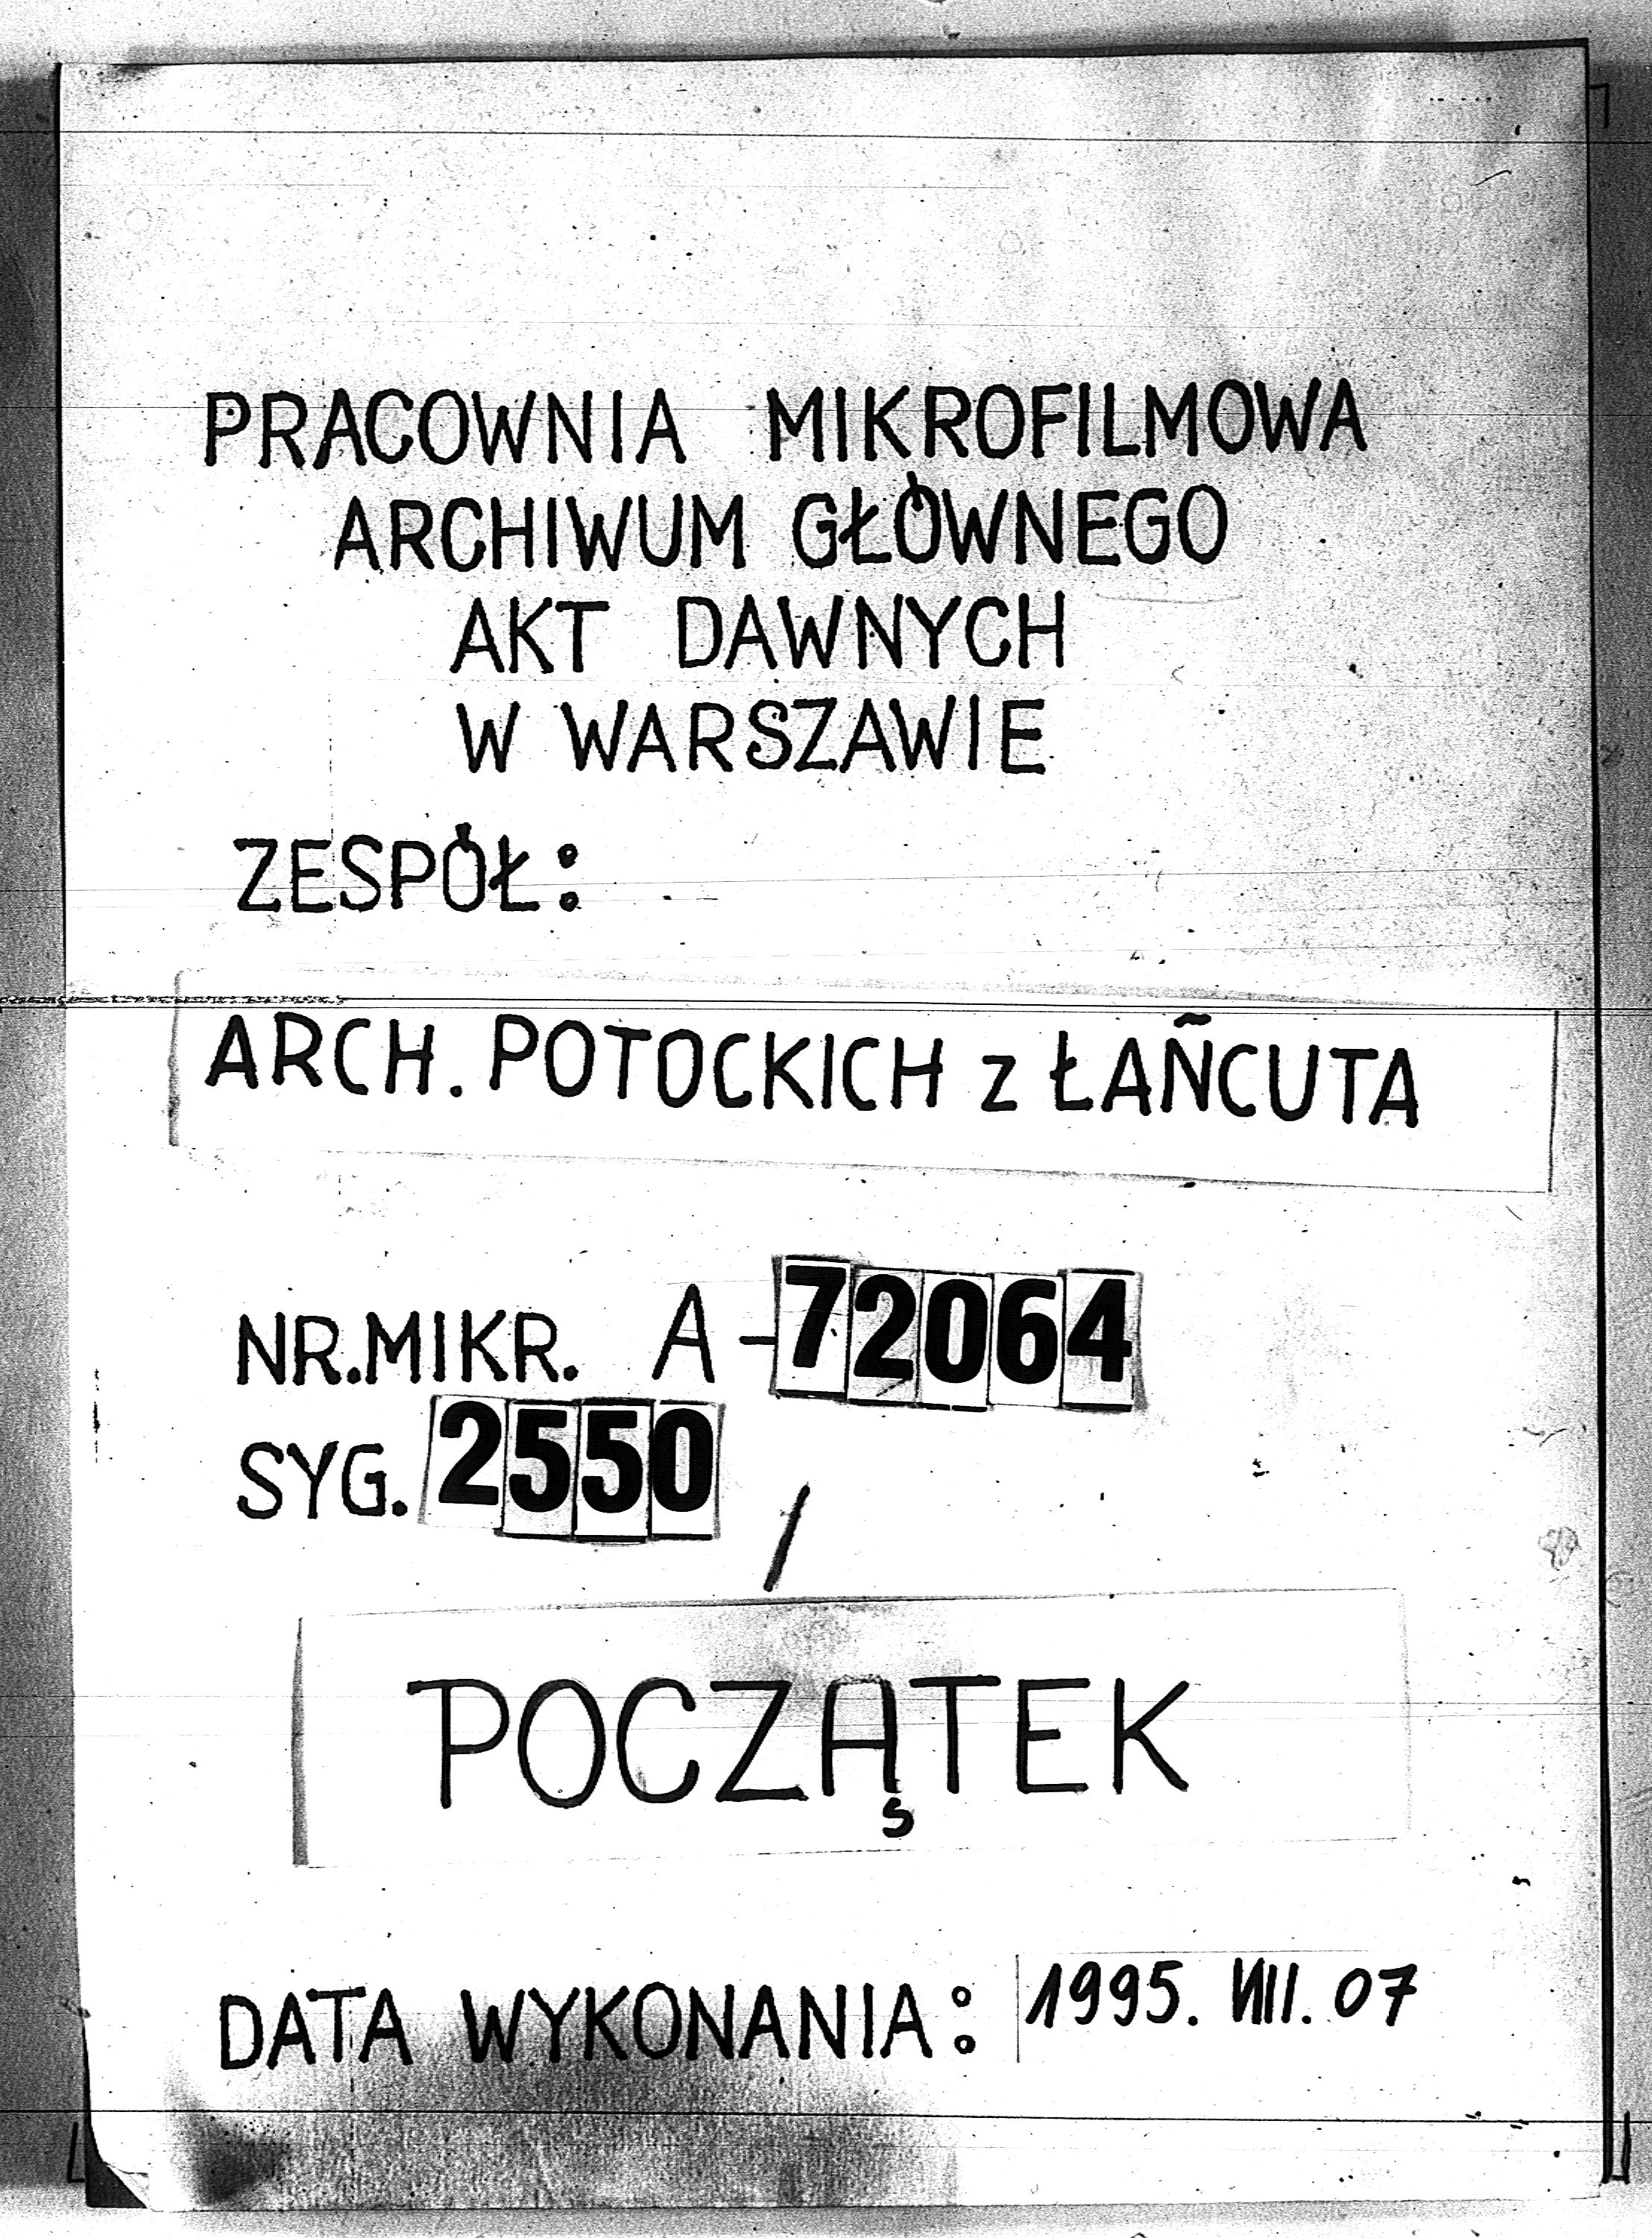 PRACOWNIA MIKROFILMOWA
ARCHIWUM GŁÓWNEGO
AKT DAWNYCH
W WARSZAWIE
ZESPÓŁ:
ARCH. POTOCKICH z ŁAŃCUTA
NR. MIKR. A-72064
SYG. 2550 /
POCZĄTEK
DATA WYKONANIA: 1995. VIII. 07